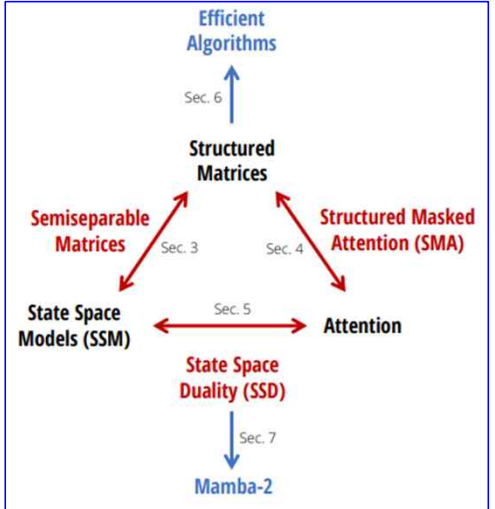 Efficient
Algorithms
Sec. 6
Structured
Matrices
Semiseparable
Matrices
Structured Masked
Attention (SMA)
Sec. 3
Sec. 4
State Space
Models (SSM)
Sec. 5
Attention
State Space
Duality (SSD)
Sec. 7
Mamba-2